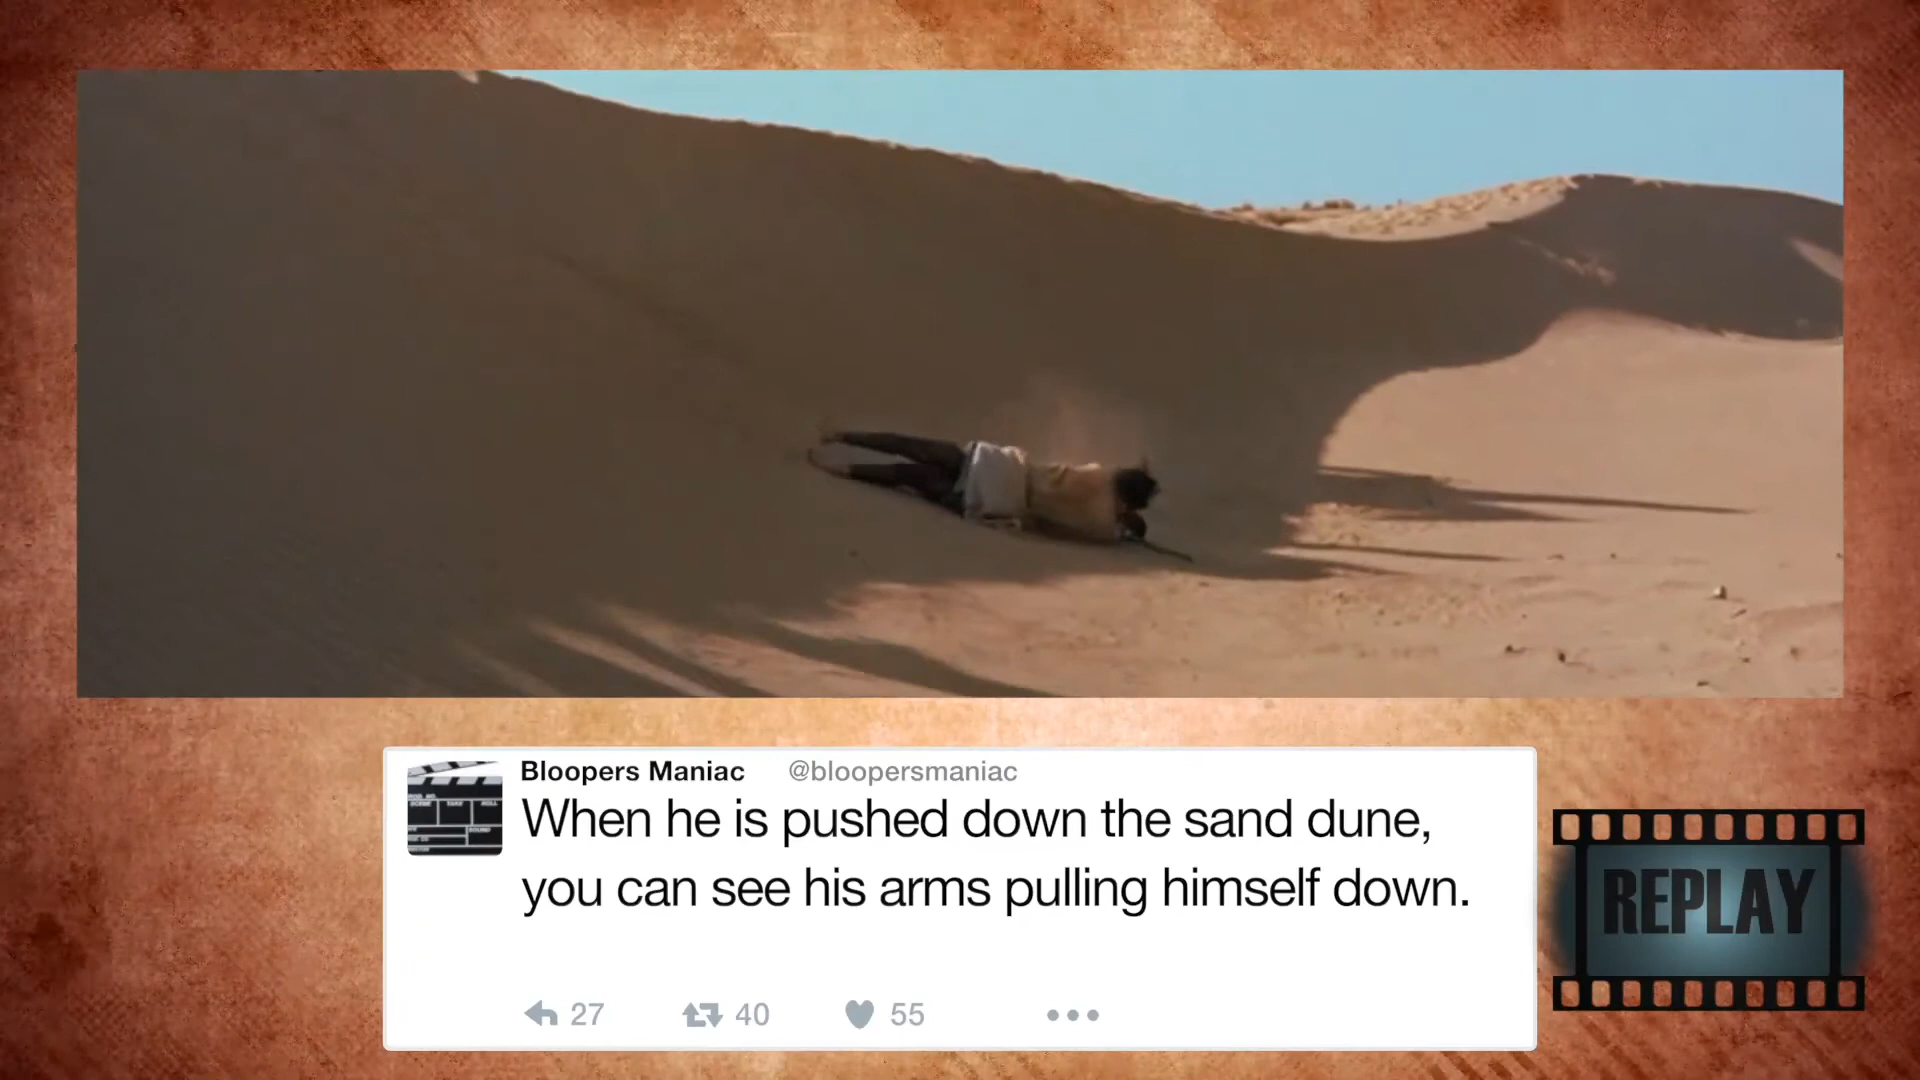 Bloopers Maniac @bloopersmaniac
When he is pushed down the sand dune,
you can see his arms pulling himself down.
27 40 55
REPLAY